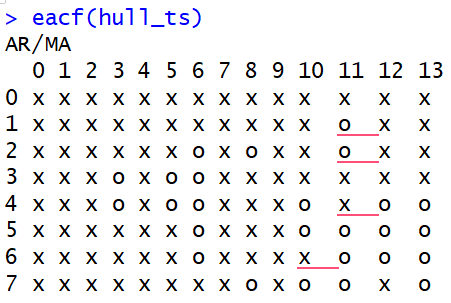 > eacf(hull_ts)
AR/MA
  0 1 2 3 4 5 6 7 8 9 10 11 12 13
0 x x x x x x x x x x x  x  x  x
1 x x x x x x x x x x x  o  x  x
2 x x x x x x o x o x x  o  x  x
3 x x x o x o o x x x x  x  x  x
4 x x x o x o x x x x o  x  o  o
5 x x x x x x o x x x o  o  o  o
6 x x x x x x o x x x x  o  o  o
7 x x x x x x x x o x o  o  x  o